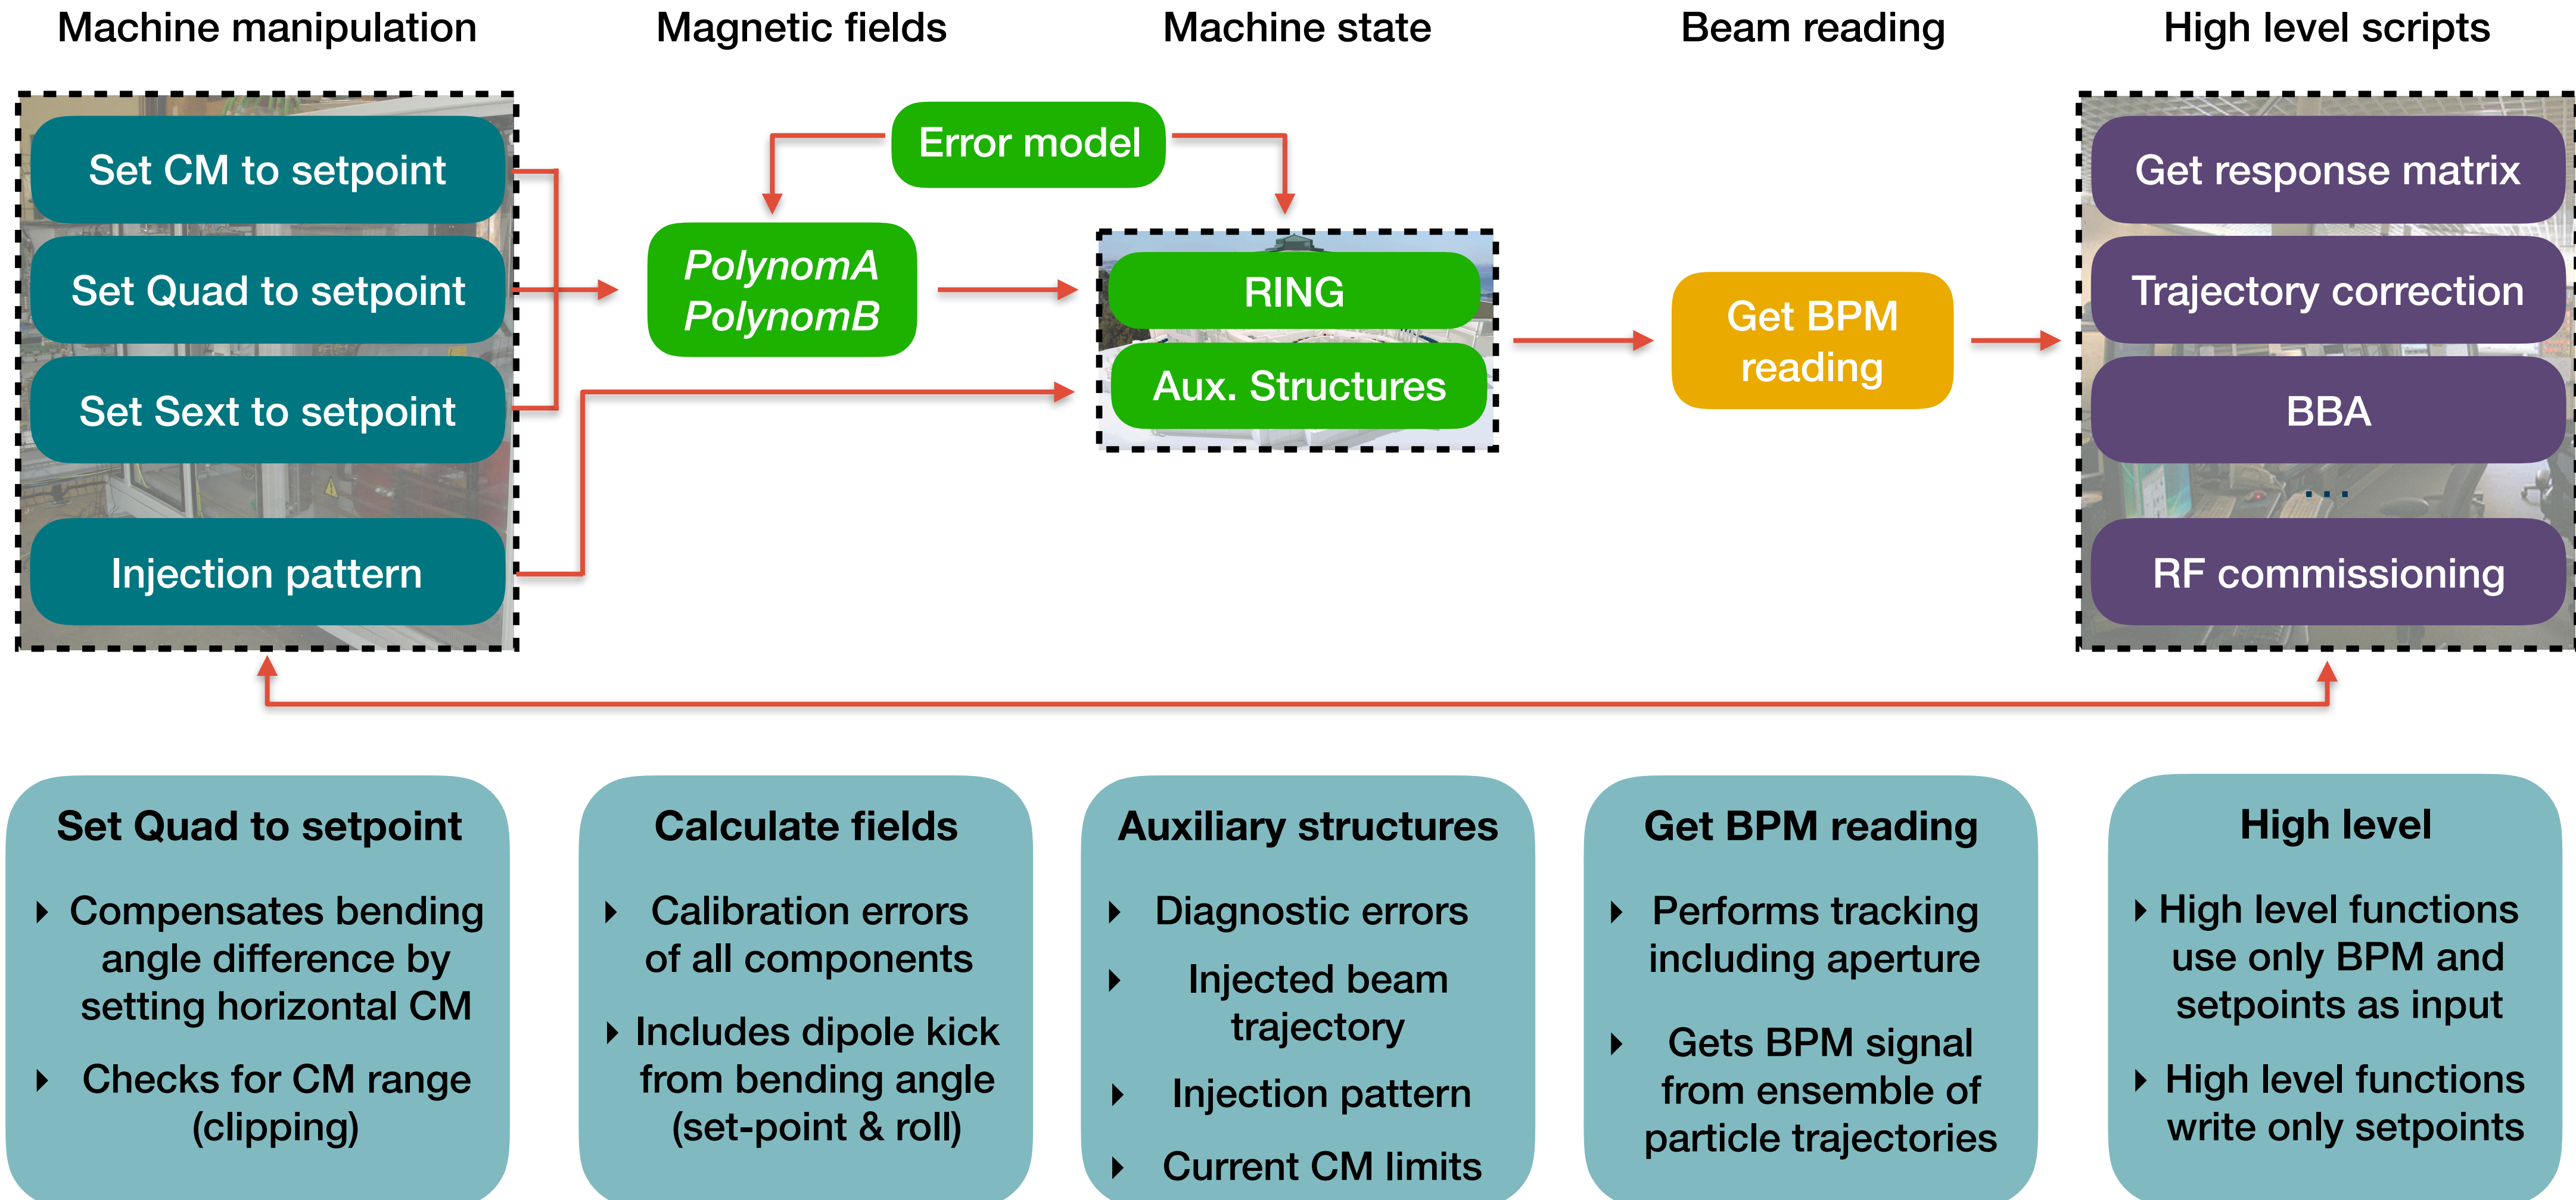 Machine manipulation
Magnetic fields
Machine state
Beam reading
High level scripts
Set CM to setpoint
Set Quad to setpoint
Set Sext to setpoint
Injection pattern
Error model
PolynomA
PolynomB
RING
Aux. Structures
Get BPM
reading
Get response matrix
Trajectory correction
BBA
...
RF commissioning
Set Quad to setpoint
‣ Compensates bending
angle difference by
setting horizontal CM
‣ Checks for CM range
(clipping)
Calculate fields
‣ Calibration errors
of all components
‣ Includes dipole kick
from bending angle
(set-point & roll)
Auxiliary structures
‣ Diagnostic errors
‣ Injected beam
trajectory
‣ Injection pattern
‣ Current CM limits
Get BPM reading
‣ Performs tracking
including aperture
‣ Gets BPM signal
from ensemble of
particle trajectories
High level
‣ High level functions
use only BPM and
setpoints as input
‣ High level functions
write only setpoints